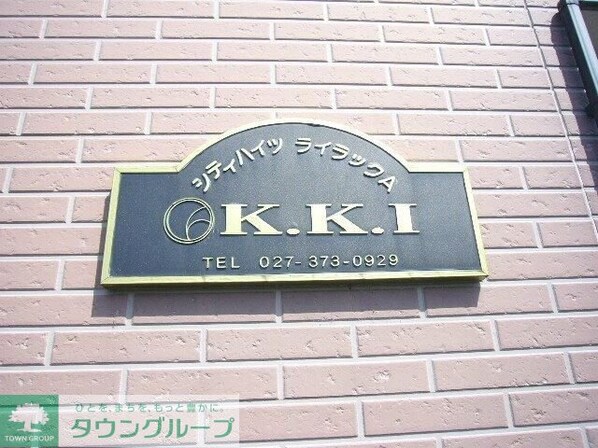 シティハイツ ライラックA
K.K.I
TEL 027-373-0929
TOWN GROUP
ひとを、まちを、もっと豊かに。
タウングループ